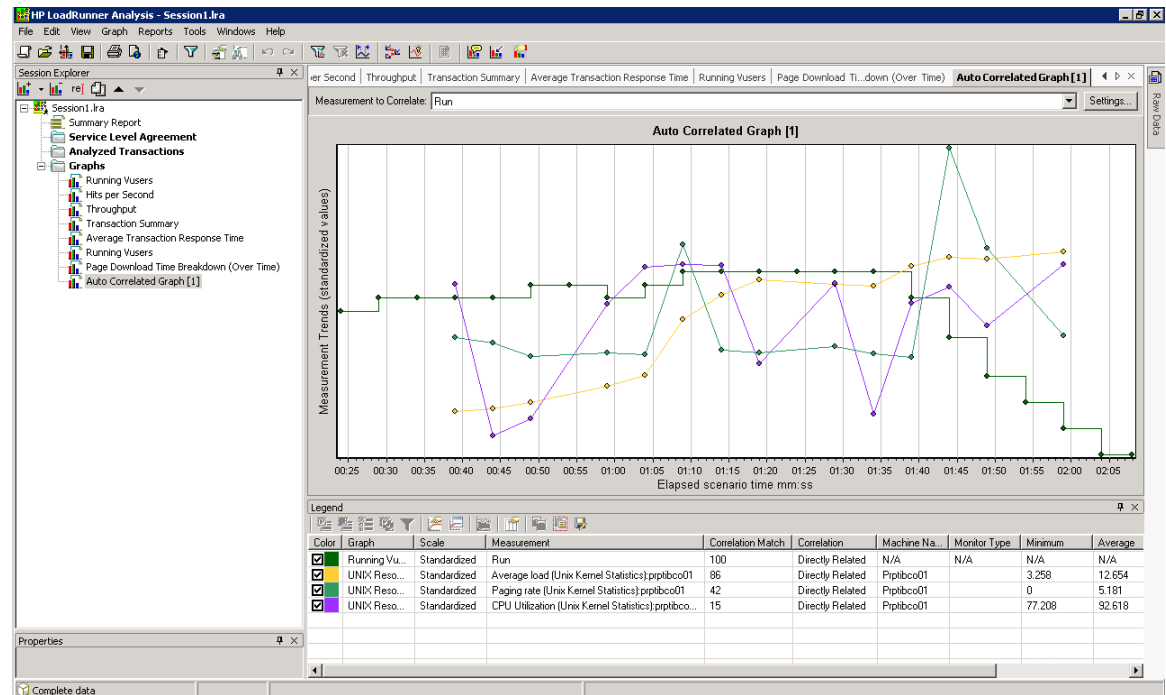 HP LoadRunner Analysis - Session1.lra
File Edit View Graph Reports Tools Windows Help
Session Explorer
Session1.lra
Summary Report
Service Level Agreement
Analyzed Transactions
Graphs
Running Vusers
Hits per Second
Throughput
Transaction Summary
Average Transaction Response Time
Running Vusers
Page Download Time Breakdown (Over Time)
Auto Correlated Graph [1]
Properties
er Second Throughput Transaction Summary Average Transaction Response Time Running Vusers Page Download Ti...down (Over Time) Auto Correlated Graph [1]
Measurement to Correlate: Run Settings...
Raw Data
Auto Correlated Graph [1]
Measurement Trends (standardized values)
00:25 00:30 00:35 00:40 00:45 00:50 00:55 01:00 01:05 01:10 01:15 01:20 01:25 01:30 01:35 01:40 01:45 01:50 01:55 02:00 02:05
Elapsed scenario time mm:ss
Legend
Color Graph Scale Measurement Correlation Match Correlation Machine Na... Monitor Type Minimum Average
Running Vu... Standardized Run 100 Directly Related N/A N/A N/A N/A
UNIX Reso... Standardized Average load (Unix Kernel Statistics):prptibco01 86 Directly Related Prptibco01 3.258 12.654
UNIX Reso... Standardized Paging rate (Unix Kernel Statistics):prptibco01 42 Directly Related Prptibco01 0 5.181
UNIX Reso... Standardized CPU Utilization (Unix Kernel Statistics):prptibco... 15 Directly Related Prptibco01 77.208 92.618
Complete data